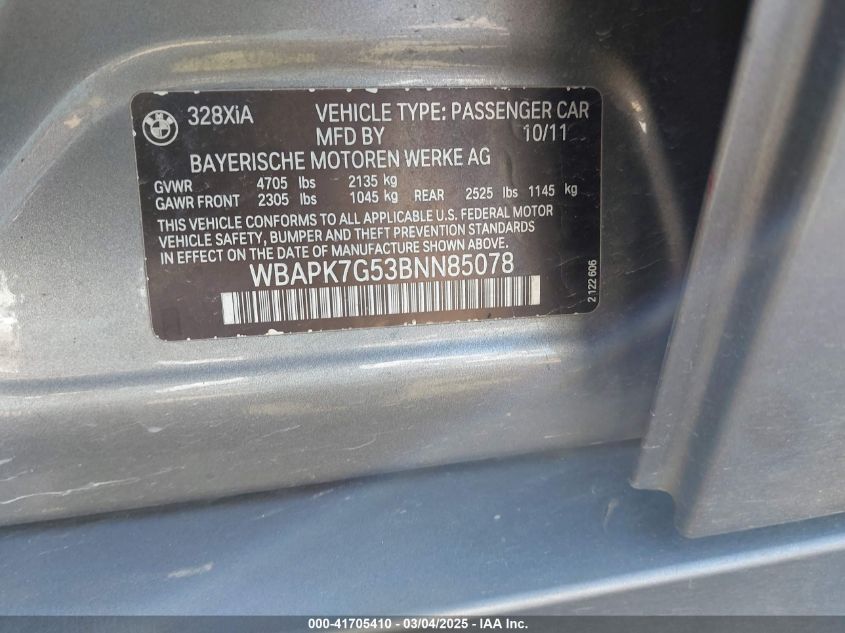 BMW
328XiA VEHICLE TYPE: PASSENGER CAR
MFD BY 10/11
BAYERISCHE MOTOREN WERKE AG
GVWR 4705 lbs 2135 kg
GAWR FRONT 2305 lbs 1045 kg REAR 2525 lbs 1145 kg
THIS VEHICLE CONFORMS TO ALL APPLICABLE U.S. FEDERAL MOTOR
VEHICLE SAFETY, BUMPER AND THEFT PREVENTION STANDARDS
IN EFFECT ON THE DATE OF MANUFACTURE SHOWN ABOVE.
WBAPK7G53BNN85078
2 122 606
000-41705410 - 03/04/2025 - IAAI.com